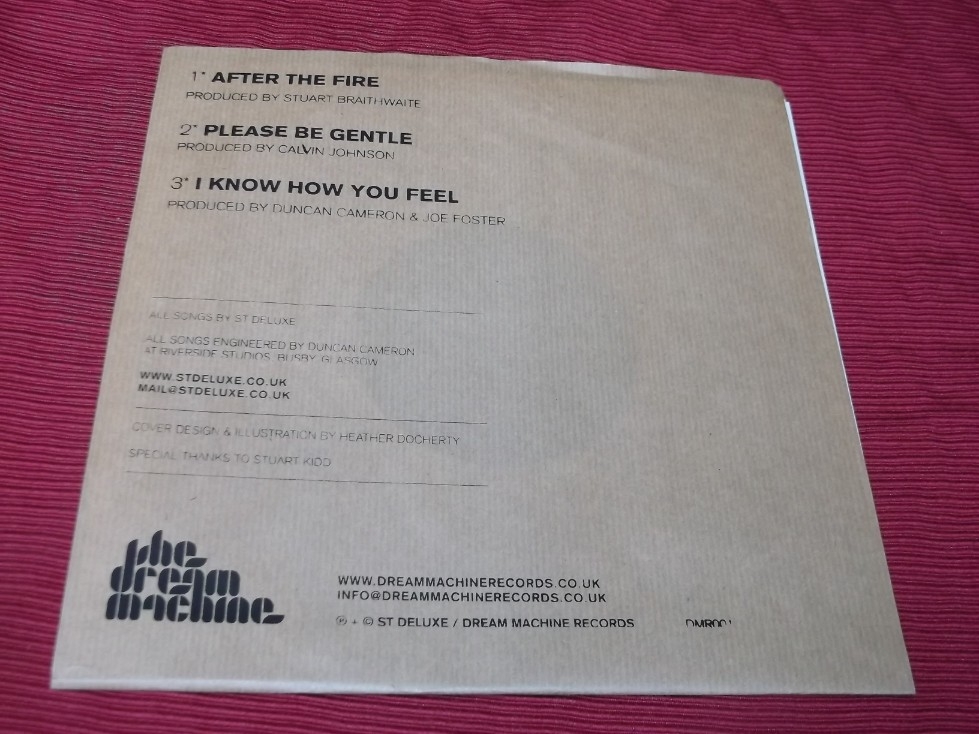 1* AFTER THE FIRE
PRODUCED BY STUART BRAITHWAITE
2* PLEASE BE GENTLE
PRODUCED BY CALVIN JOHNSON
3* I KNOW HOW YOU FEEL
PRODUCED BY DUNCAN CAMERON & JOE FOSTER
ALL SONGS BY ST DELUXE
ALL SONGS ENGINEERED BY DUNCAN CAMERON
AT RIVERSIDE STUDIOS, BUSBY, GLASGOW
WWW.STDELUXE.CO.UK
MAIL@STDELUXE.CO.UK
COVER DESIGN & ILLUSTRATION BY HEATHER DOCHERTY
SPECIAL THANKS TO STUART KIDD
the
dream
machine
WWW.DREAMMACHINERECORDS.CO.UK
INFO@DREAMMACHINERECORDS.CO.UK
℗ + © ST DELUXE / DREAM MACHINE RECORDS DMR001